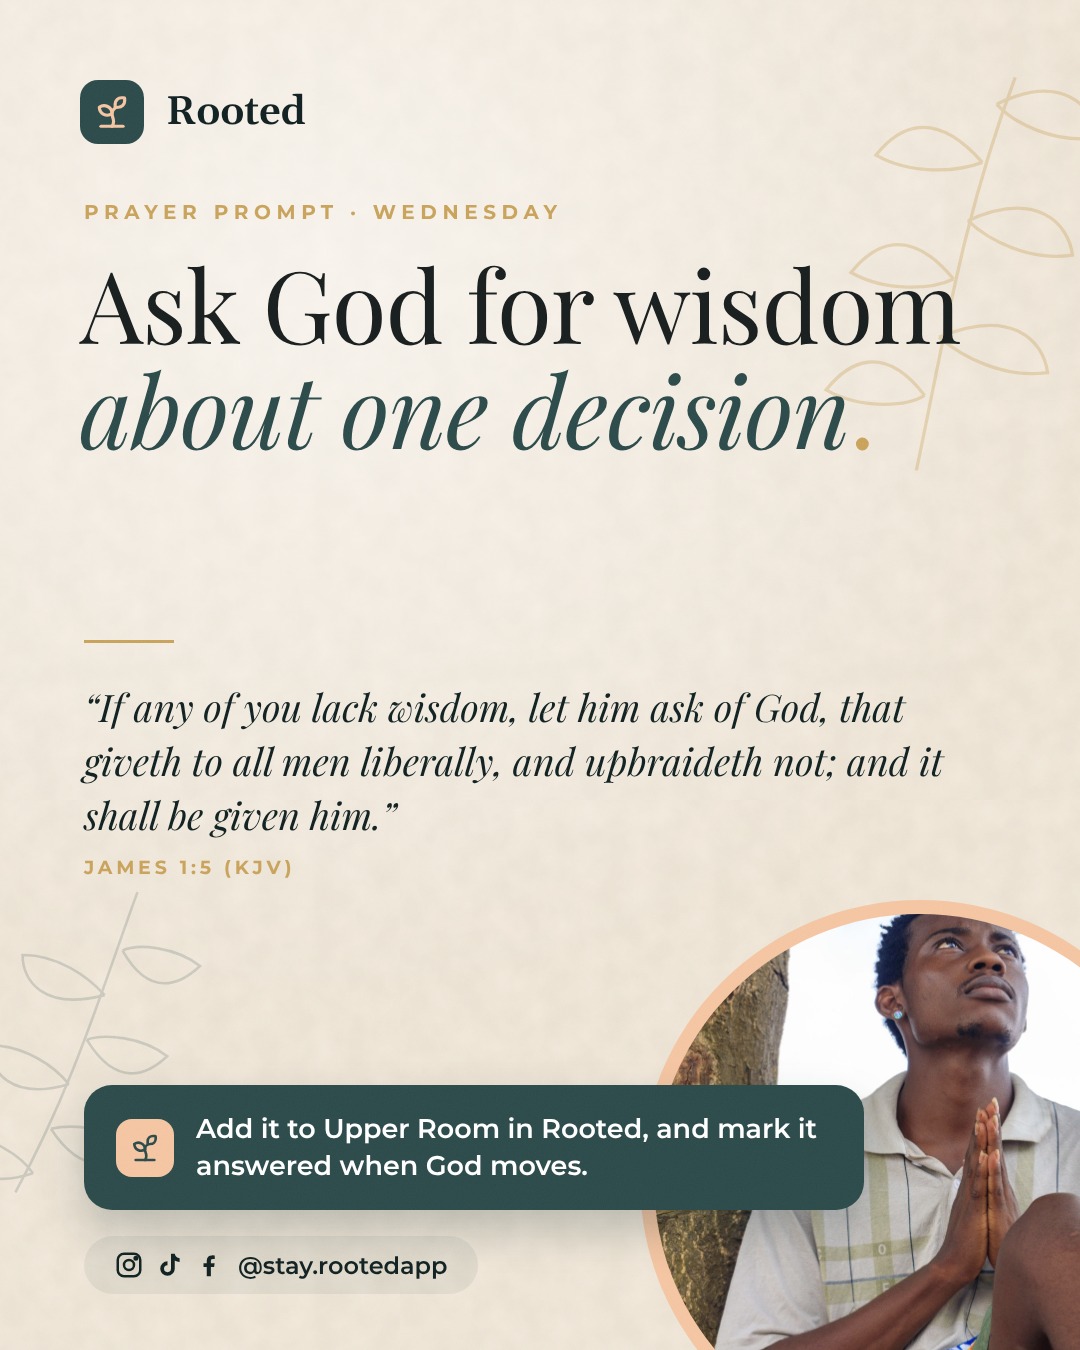 Rooted
PRAYER PROMPT · WEDNESDAY
Ask God for wisdom
about one decision.
“If any of you lack wisdom, let him ask of God, that
giveth to all men liberally, and upbraideth not; and it
shall be given him.”
JAMES 1:5 (KJV)
Add it to Upper Room in Rooted, and mark it
answered when God moves.
@stay.rootedapp